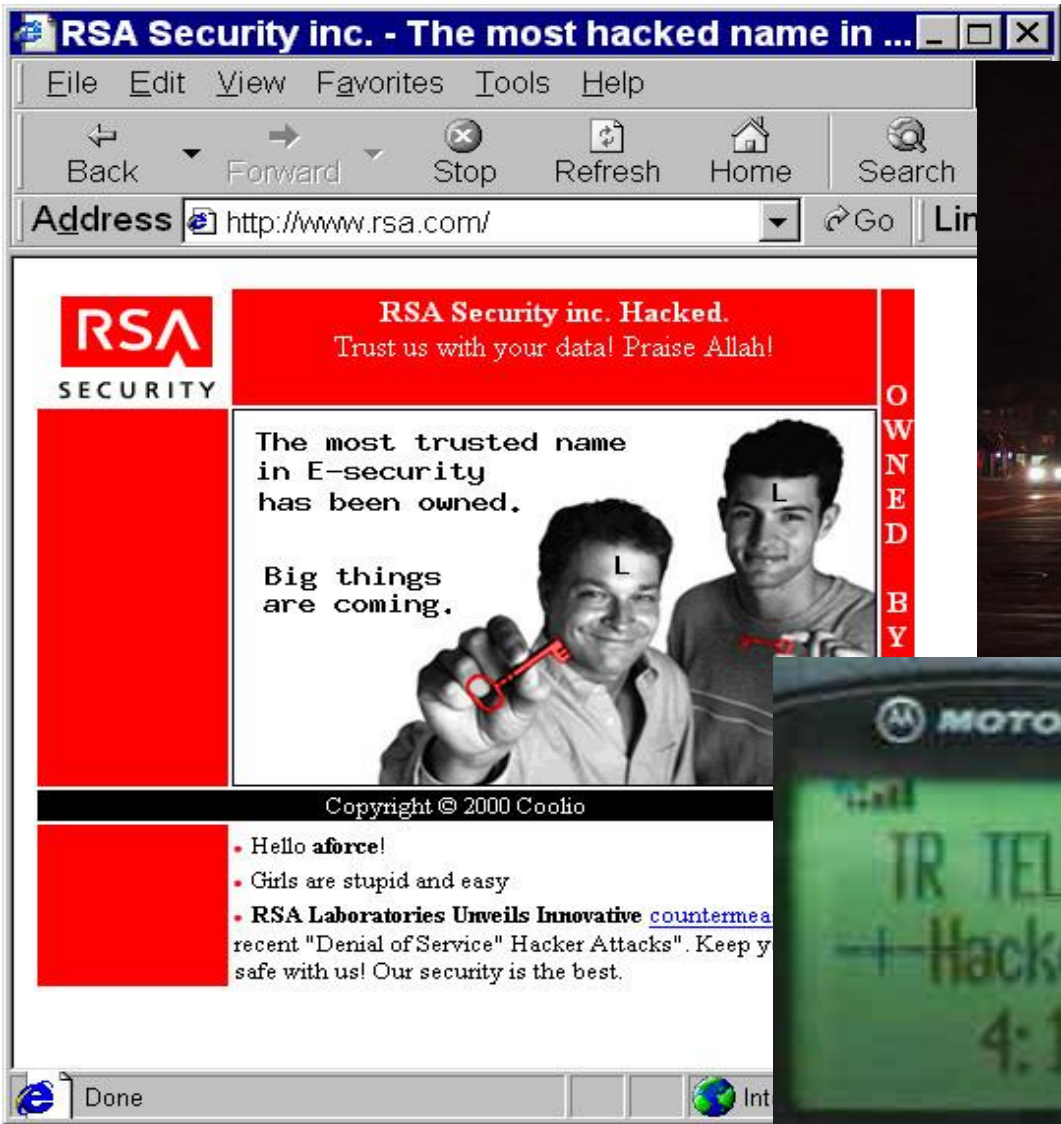 RSA Security inc. - The most hacked name in ...
File Edit View Favorites Tools Help
Back Forward Stop Refresh Home Search
Address http://www.rsa.com/ Go
RSA
SECURITY
RSA Security inc. Hacked.
Trust us with your data! Praise Allah!
The most trusted name
in E-security
has been owned.
Big things
are coming.
L
L
OWNED BY
Copyright © 2000 Coolio
• Hello aforce!
• Girls are stupid and easy
• RSA Laboratories Unveils Innovative
recent "Denial of Service" Hacker Attacks". Keep
safe with us! Our security is the best.
Done
TR TEL